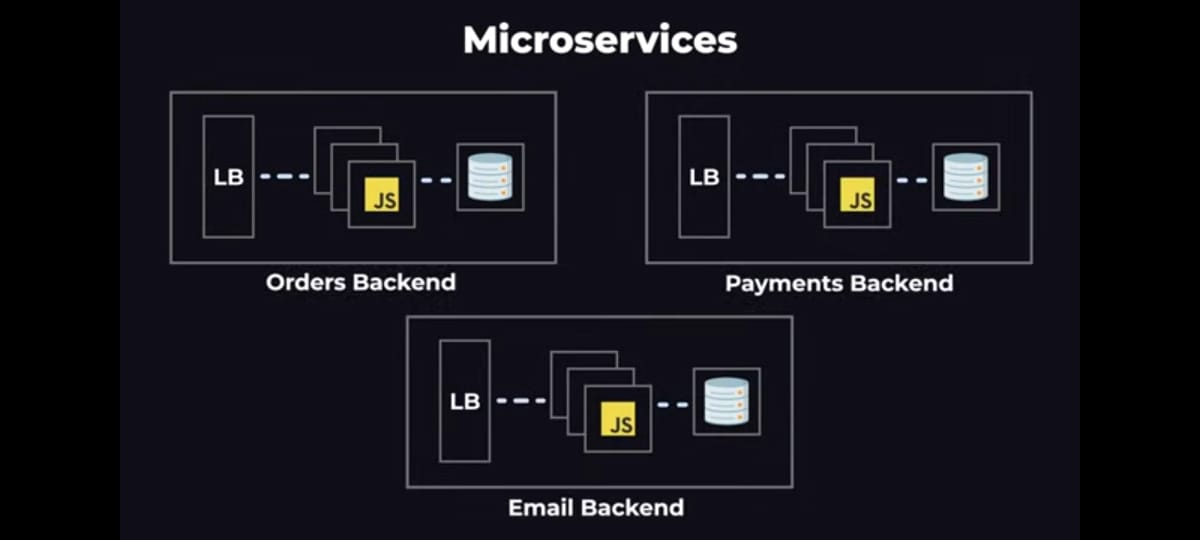 Microservices
LB
JS
Orders Backend
LB
JS
Payments Backend
LB
JS
Email Backend